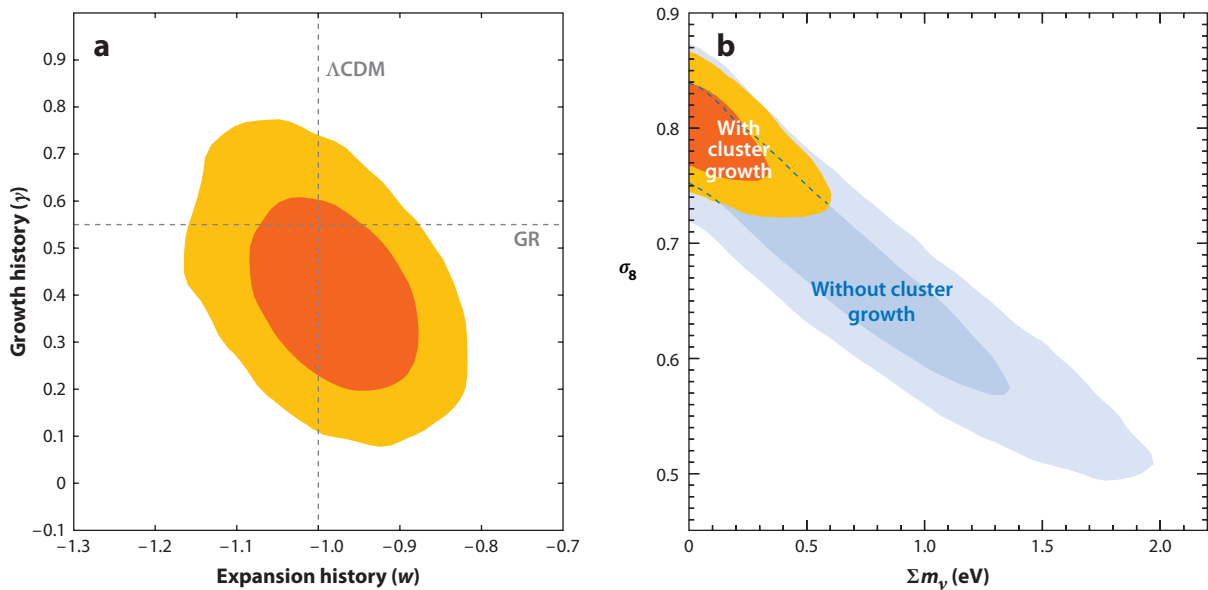 a
ΛCDM
GR
Growth history (γ)
0.9
0.8
0.7
0.6
0.5
0.4
0.3
0.2
0.1
0
−0.1
−1.3 −1.2 −1.1 −1.0 −0.9 −0.8 −0.7
Expansion history (w)
b
With
cluster
growth
Without cluster
growth
σ8
0.9
0.8
0.7
0.6
0.5
0 0.5 1.0 1.5 2.0
Σmν (eV)